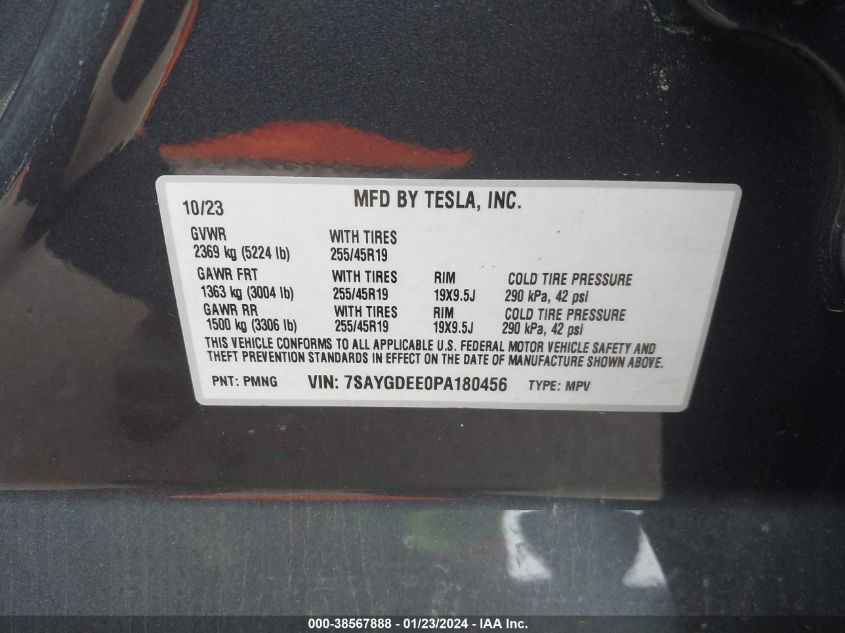 10/23 MFD BY TESLA, INC.
GVWR WITH TIRES
2369 kg (5224 lb) 255/45R19
GAWR FRT WITH TIRES RIM COLD TIRE PRESSURE
1363 kg (3004 lb) 255/45R19 19X9.5J 290 kPa, 42 psi
GAWR RR WITH TIRES RIM COLD TIRE PRESSURE
1500 kg (3306 lb) 255/45R19 19X9.5J 290 kPa, 42 psi
THIS VEHICLE CONFORMS TO ALL APPLICABLE U.S. FEDERAL MOTOR VEHICLE SAFETY AND
THEFT PREVENTION STANDARDS IN EFFECT ON THE DATE OF MANUFACTURE SHOWN ABOVE.
PNT: PMNG VIN: 7SAYGDEE0PA180456 TYPE: MPV
000-38567888 - 01/23/2024 - IAA Inc.